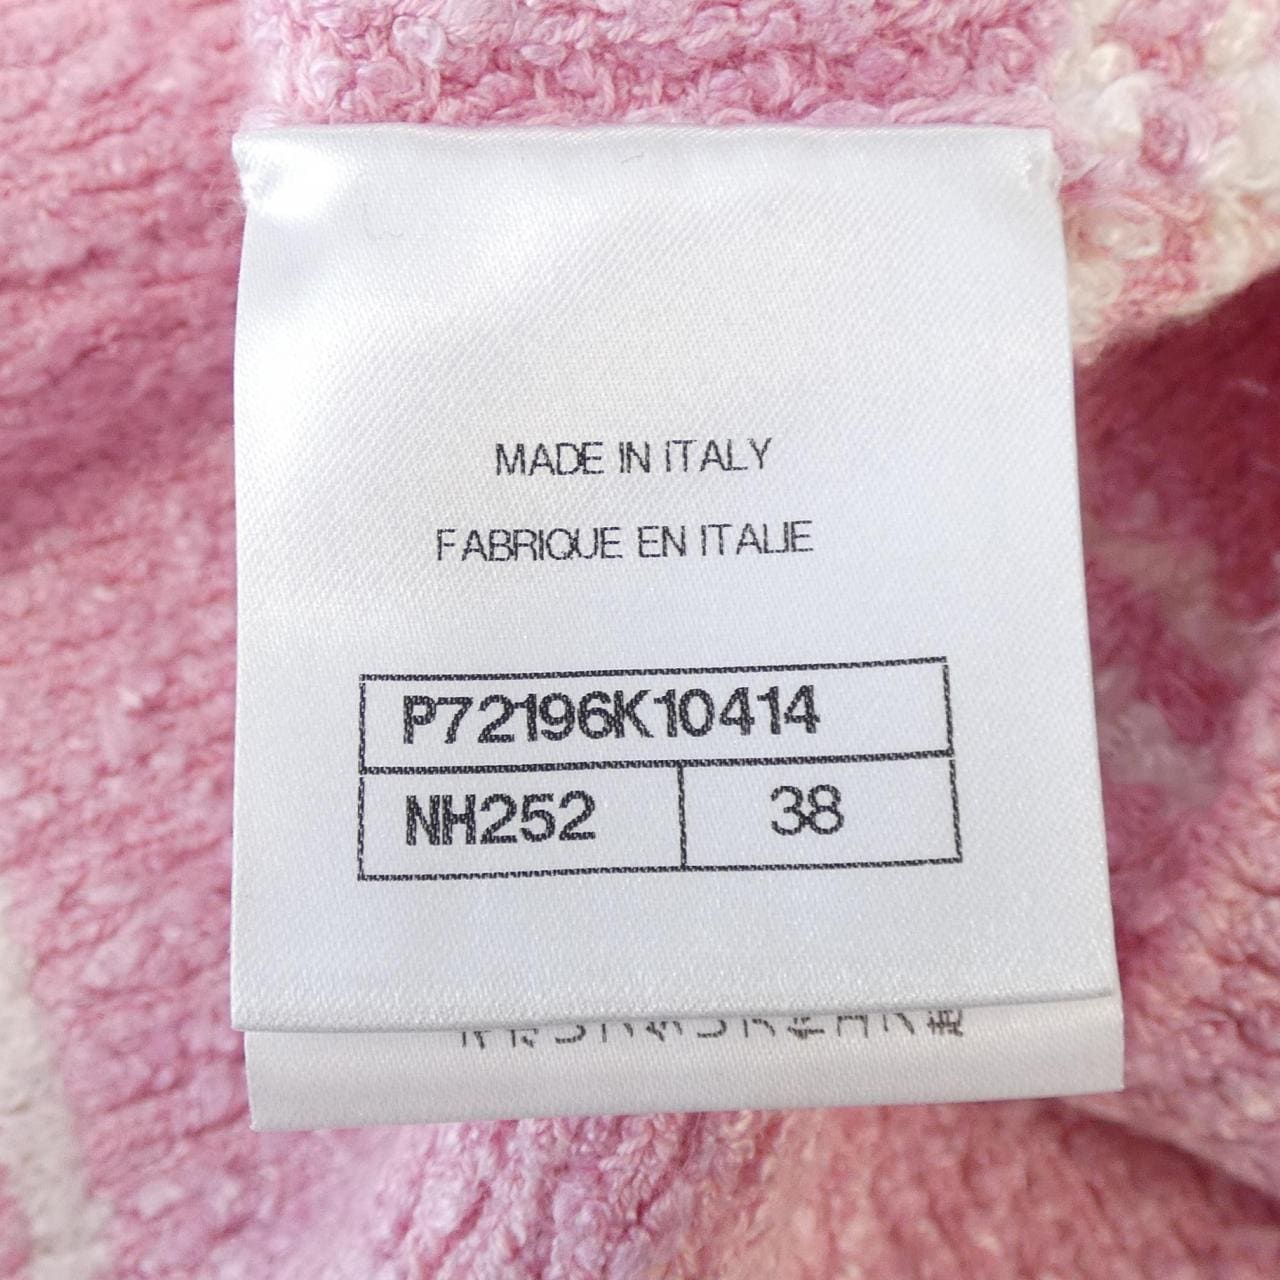 MADE IN ITALY
FABRIQUE EN ITALIE
P72196K10414
NH252 38